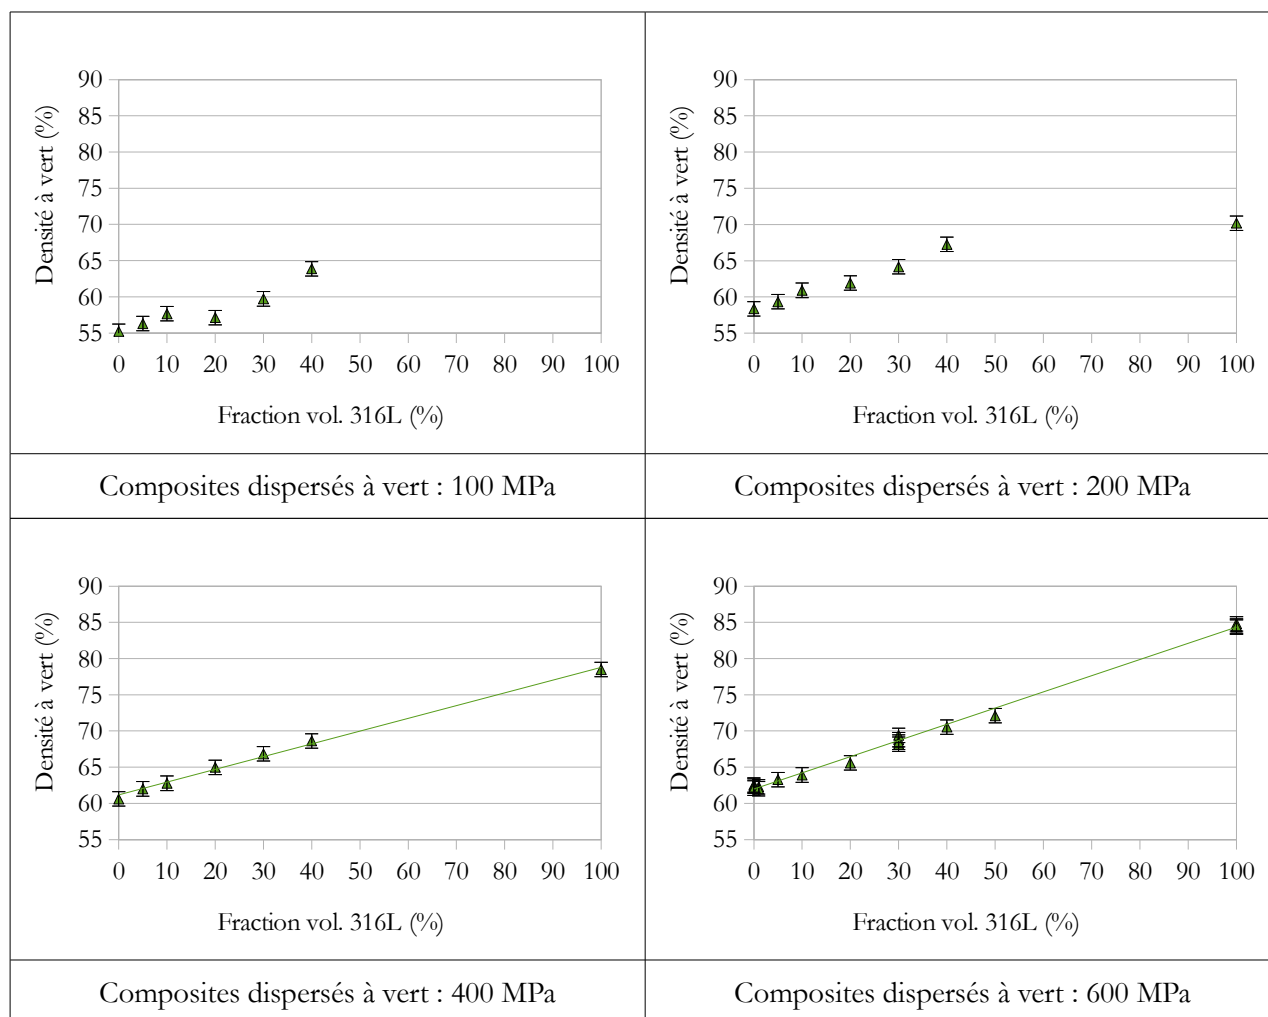 Densité à vert (%)
90
85
80
75
70
65
60
55
0 10 20 30 40 50 60 70 80 90 100
Fraction vol. 316L (%)
Composites dispersés à vert : 100 MPa
Densité à vert (%)
90
85
80
75
70
65
60
55
0 10 20 30 40 50 60 70 80 90 100
Fraction vol. 316L (%)
Composites dispersés à vert : 200 MPa
Densité à vert (%)
90
85
80
75
70
65
60
55
0 10 20 30 40 50 60 70 80 90 100
Fraction vol. 316L (%)
Composites dispersés à vert : 400 MPa
Densité à vert (%)
90
85
80
75
70
65
60
55
0 10 20 30 40 50 60 70 80 90 100
Fraction vol. 316L (%)
Composites dispersés à vert : 600 MPa